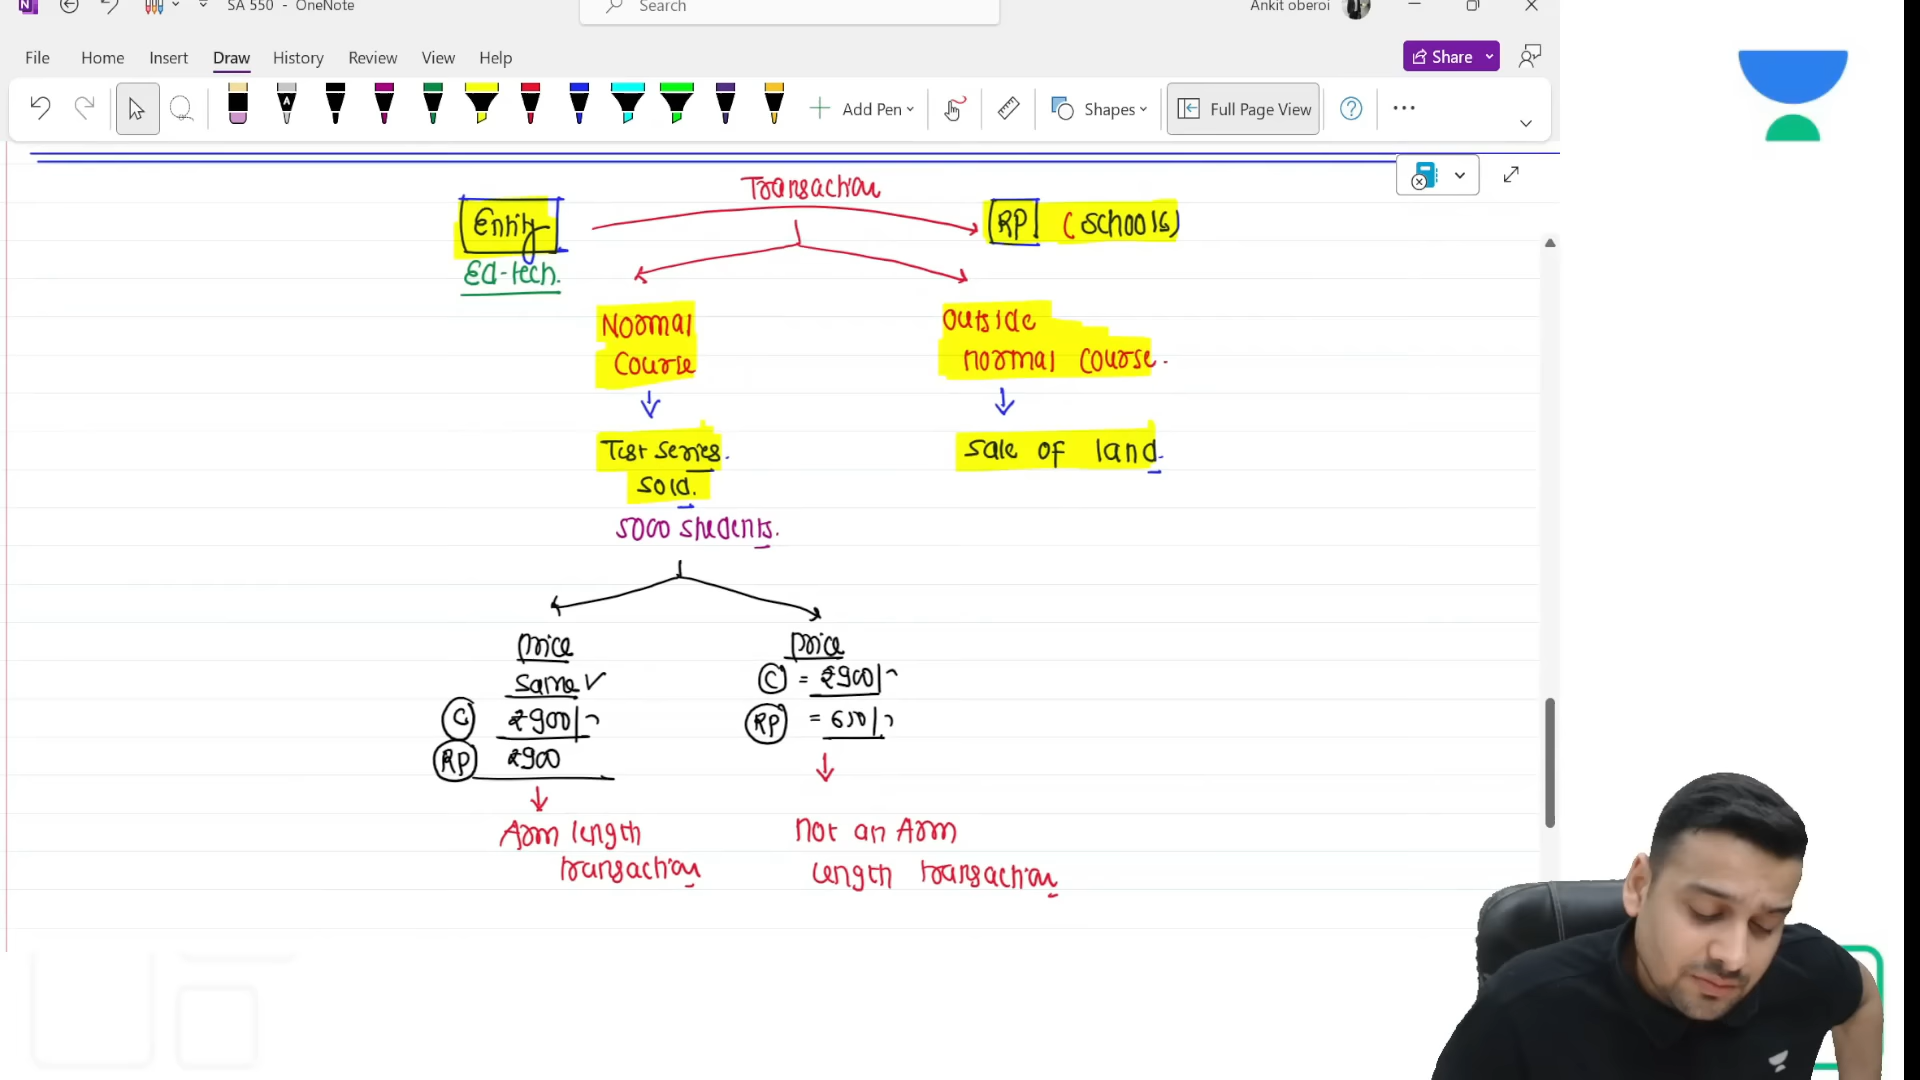 SA 550 - OneNote
Search
Ankit oberoi
File Home Insert Draw History Review View Help
Share
A
Add Pen
Shapes
Full Page View
Transaction
Entity
RP (Schools)
Ed-tech.
Normal
Course
Outside
normal Course.
Test series.
Sold.
Sale of land.
5000 students.
Price
Same ✓
C ₹900/-
RP ₹900
Price
C = ₹900/-
RP =
Arm length
transaction
Not an Arm
length transaction